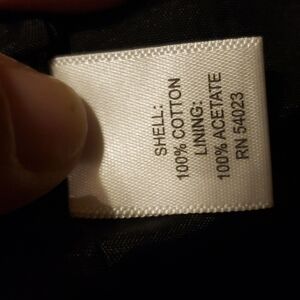 SHELL:
100% COTTON
LINING:
100% ACETATE
RN 54023